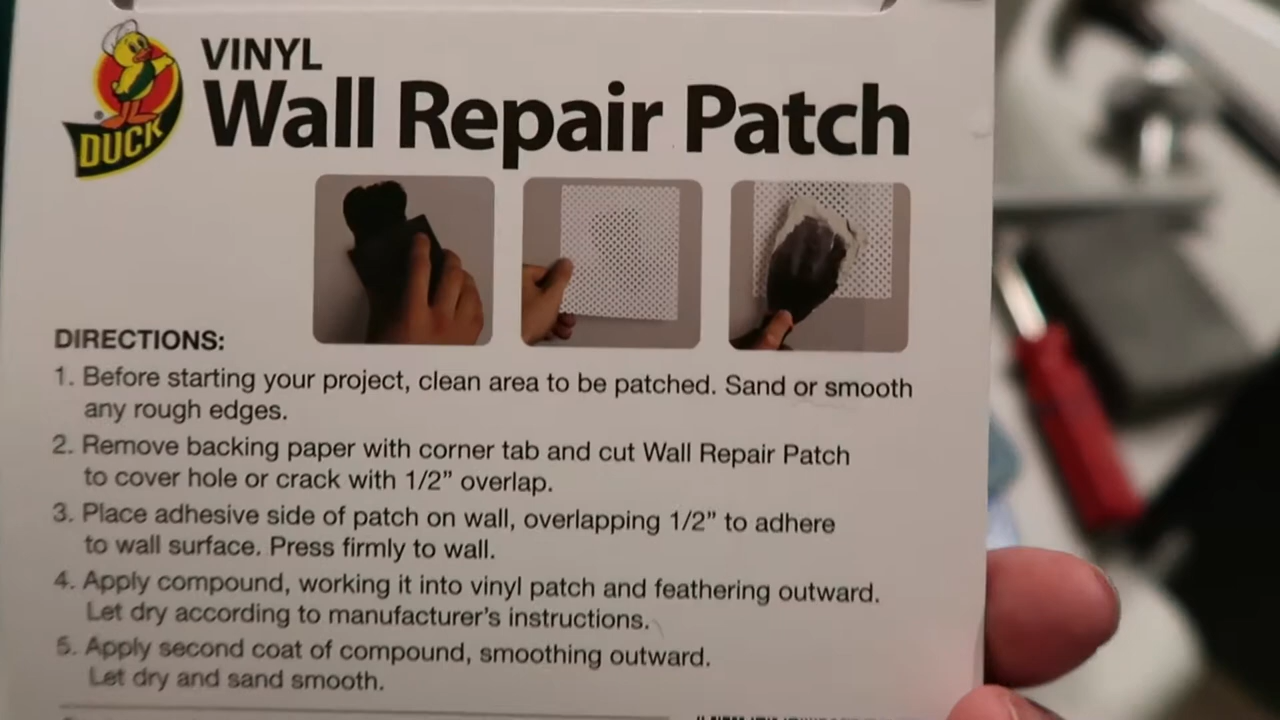 DUCK
®
VINYL
Wall Repair Patch
DIRECTIONS:
1. Before starting your project, clean area to be patched. Sand or smooth
any rough edges.
2. Remove backing paper with corner tab and cut Wall Repair Patch
to cover hole or crack with 1/2” overlap.
3. Place adhesive side of patch on wall, overlapping 1/2” to adhere
to wall surface. Press firmly to wall.
4. Apply compound, working it into vinyl patch and feathering outward.
Let dry according to manufacturer’s instructions.
5. Apply second coat of compound, smoothing outward.
Let dry and sand smooth.